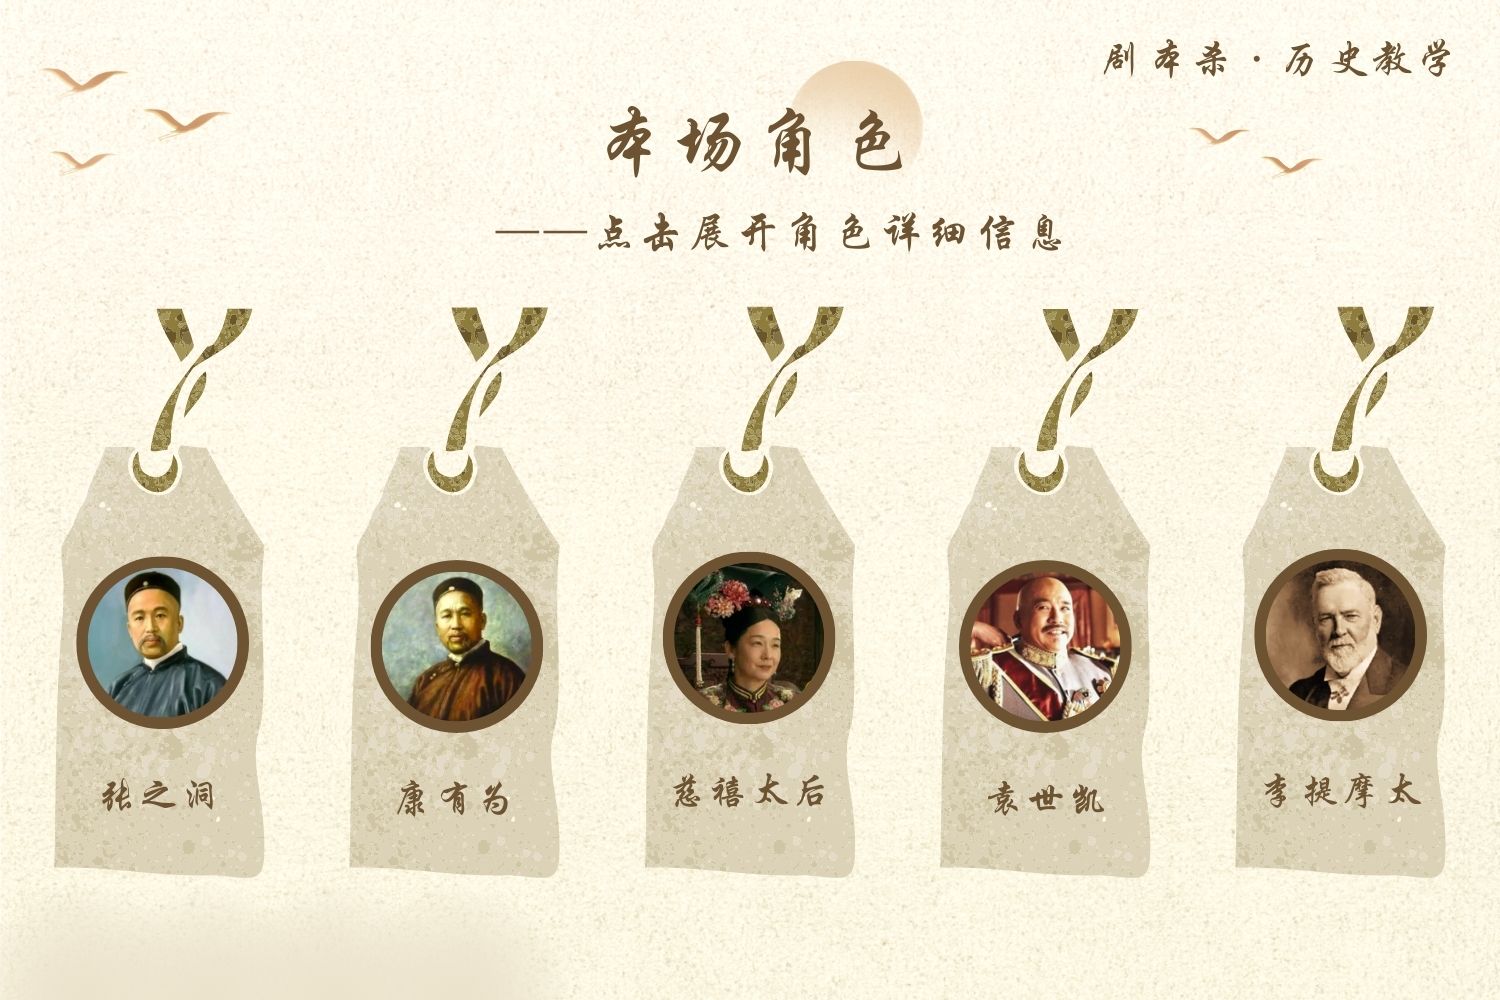 剧本杀·历史教学
本场角色
——点击展开角色详细信息
张之洞
康有为
慈禧太后
袁世凯
李提摩太